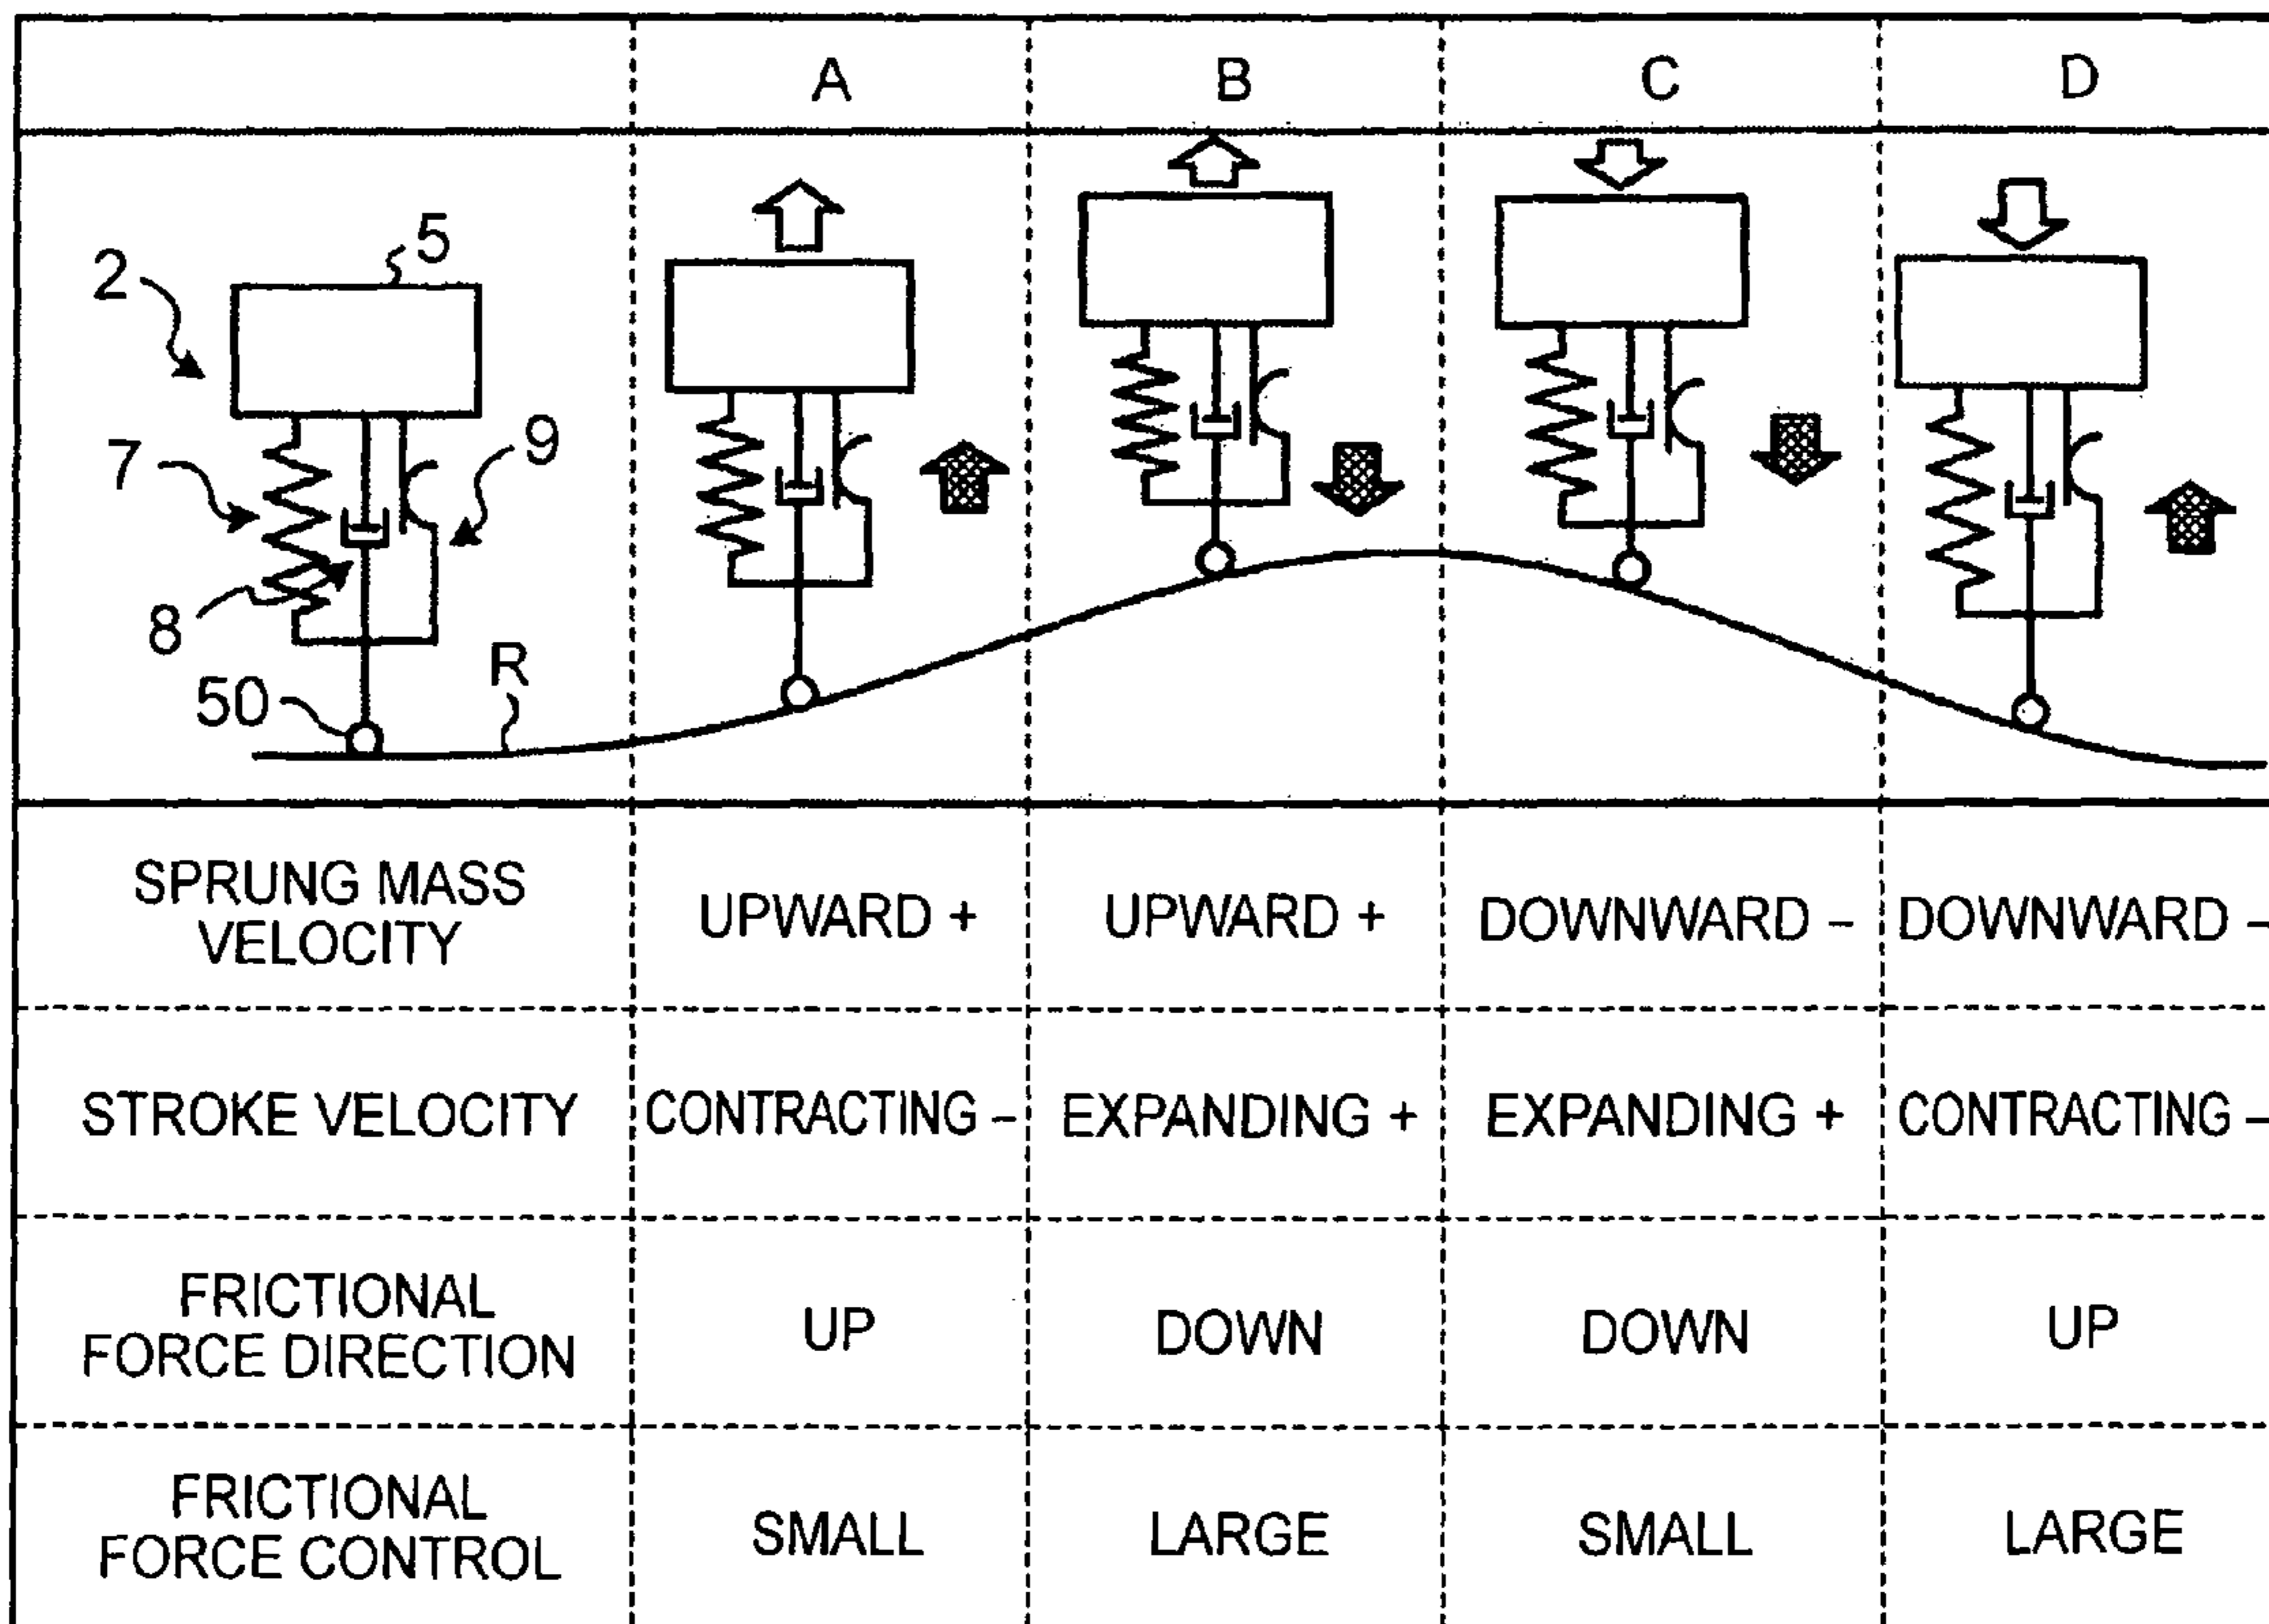 A B C D
2
5
7
8
9
50
R
SPRUNG MASS
VELOCITY
UPWARD + UPWARD + DOWNWARD – DOWNWARD –
STROKE VELOCITY CONTRACTING – EXPANDING + EXPANDING + CONTRACTING –
FRICTIONAL
FORCE DIRECTION
UP DOWN DOWN UP
FRICTIONAL
FORCE CONTROL
SMALL LARGE SMALL LARGE